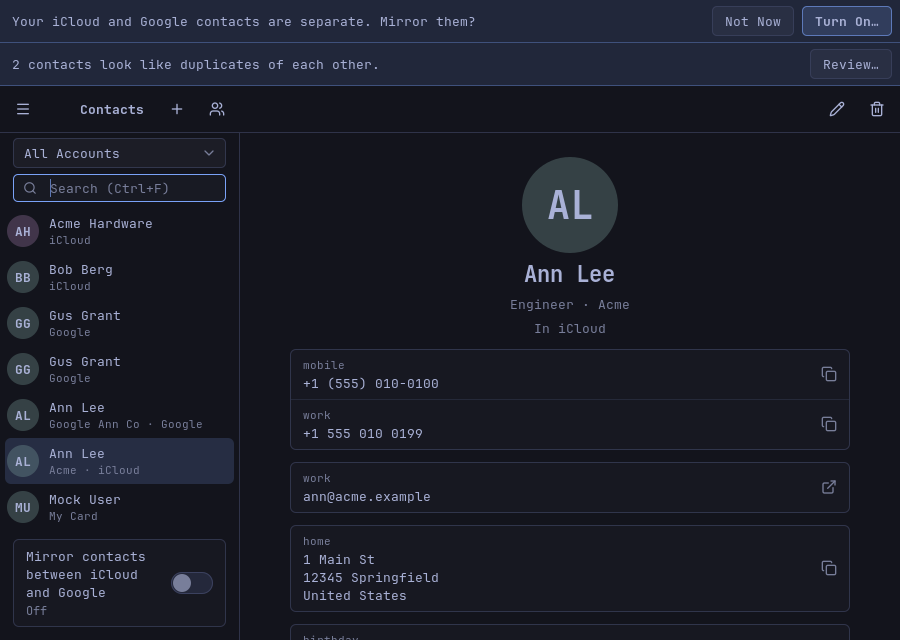 Your iCloud and Google contacts are separate. Mirror them?
Not Now
Turn On…
2 contacts look like duplicates of each other.
Review…
Contacts
All Accounts
Search (Ctrl+F)
AH
Acme Hardware
iCloud
BB
Bob Berg
iCloud
GG
Gus Grant
Google
GG
Gus Grant
Google
AL
Ann Lee
Google Ann Co · Google
AL
Ann Lee
Acme · iCloud
MU
Mock User
My Card
Mirror contacts
between iCloud
and Google
Off
AL
Ann Lee
Engineer · Acme
In iCloud
mobile
+1 (555) 010-0100
work
+1 555 010 0199
work
ann@acme.example
home
1 Main St
12345 Springfield
United States
birthday